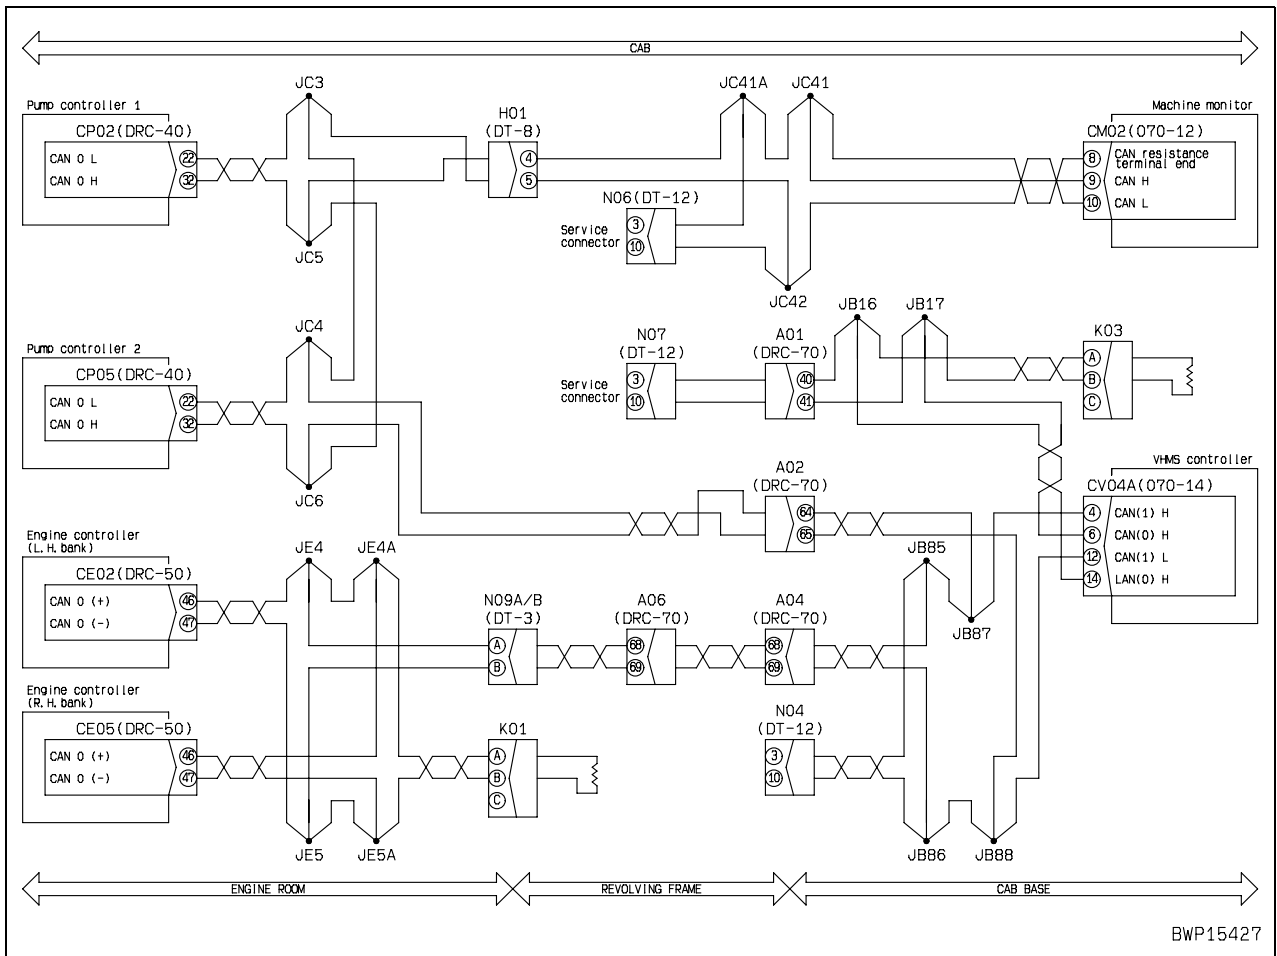 CAB
JC3
JC41A
JC41
Pump controller 1
CP02(DRC-40)
CAN 0 L
22
CAN 0 H
32
H01
(DT-8)
4
5
Machine monitor
CM02(070-12)
8
CAN resistance
terminal end
9
CAN H
10
CAN L
N06(DT-12)
Service
connector
3
10
JC5
JC42
JC4
JB16
JB17
Pump controller 2
CP05(DRC-40)
CAN 0 L
22
CAN 0 H
32
N07
(DT-12)
Service
connector
3
10
A01
(DRC-70)
40
41
K03
A
B
C
JC6
A02
(DRC-70)
64
65
VHMS controller
CV04A(070-14)
4
CAN(1) H
6
CAN(0) H
12
CAN(1) L
14
LAN(0) H
Engine controller
(L.H.bank)
CE02(DRC-50)
CAN 0 (+)
46
CAN 0 (-)
47
JE4
JE4A
JB85
JB87
N09A/B
(DT-3)
A
B
A06
(DRC-70)
68
69
A04
(DRC-70)
68
69
Engine controller
(R.H.bank)
CE05(DRC-50)
CAN 0 (+)
46
CAN 0 (-)
47
K01
A
B
C
N04
(DT-12)
3
10
JE5
JE5A
JB86
JB88
ENGINE ROOM
REVOLVING FRAME
CAB BASE
BWP15427